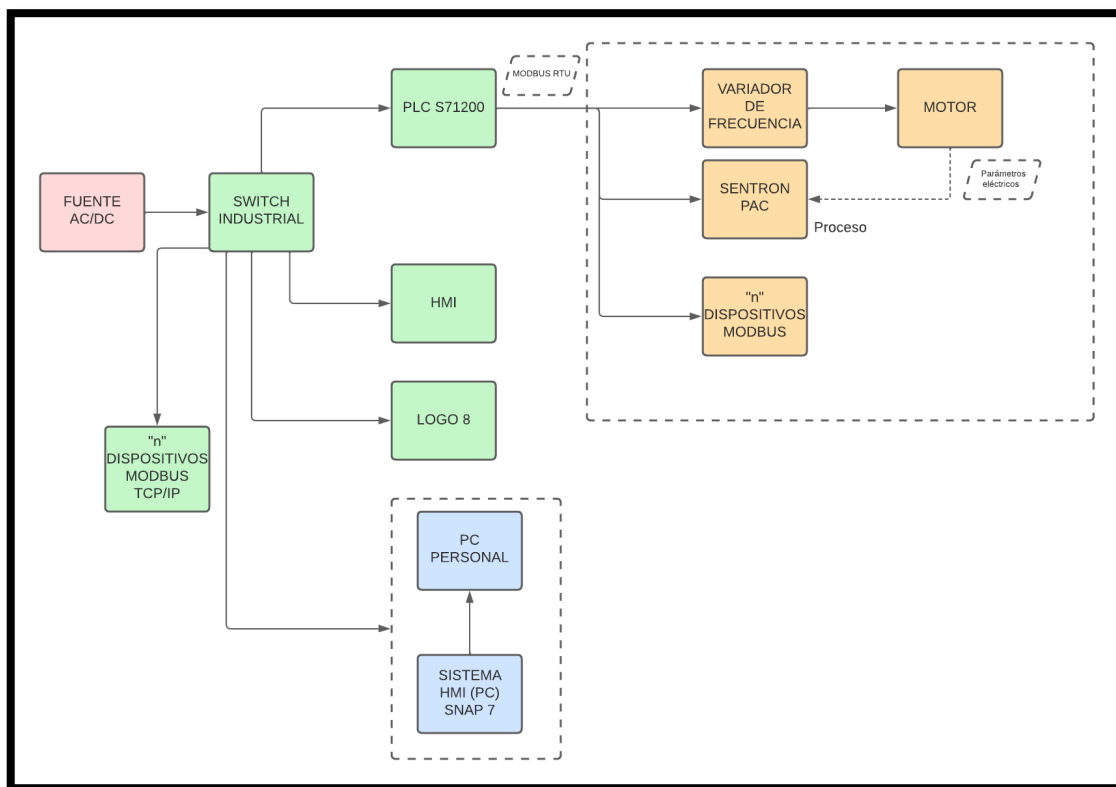 MODBUS RTU
PLC S71200
VARIADOR
DE
FRECUENCIA
MOTOR
FUENTE
AC/DC
SWITCH
INDUSTRIAL
SENTRON
PAC
Parámetros
eléctricos
Proceso
HMI
"n"
DISPOSITIVOS
MODBUS
LOGO 8
"n"
DISPOSITIVOS
MODBUS
TCP/IP
PC
PERSONAL
SISTEMA
HMI (PC)
SNAP 7